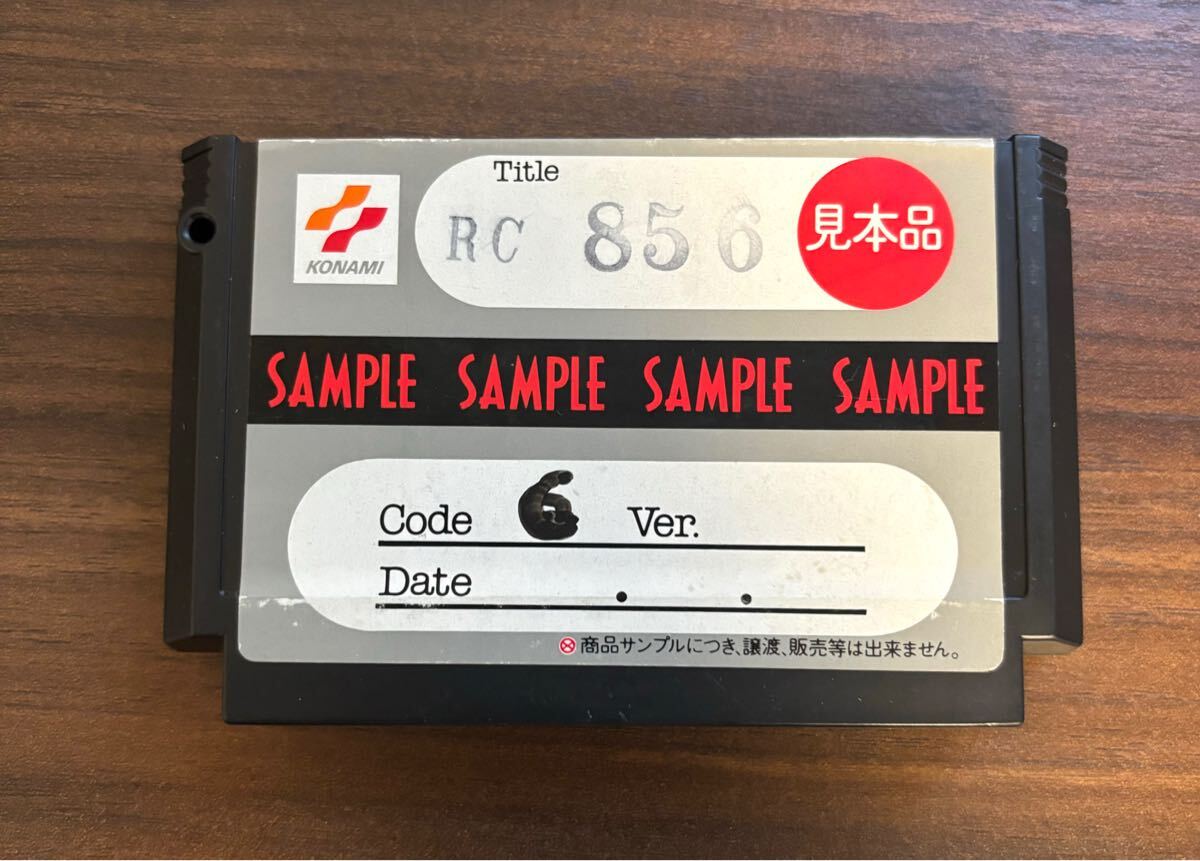 Title
KONAMI
RC 856
見本品
SAMPLE SAMPLE SAMPLE SAMPLE
Code 6 Ver.
Date . .
商品サンプルにつき、譲渡、販売等は出来ません。